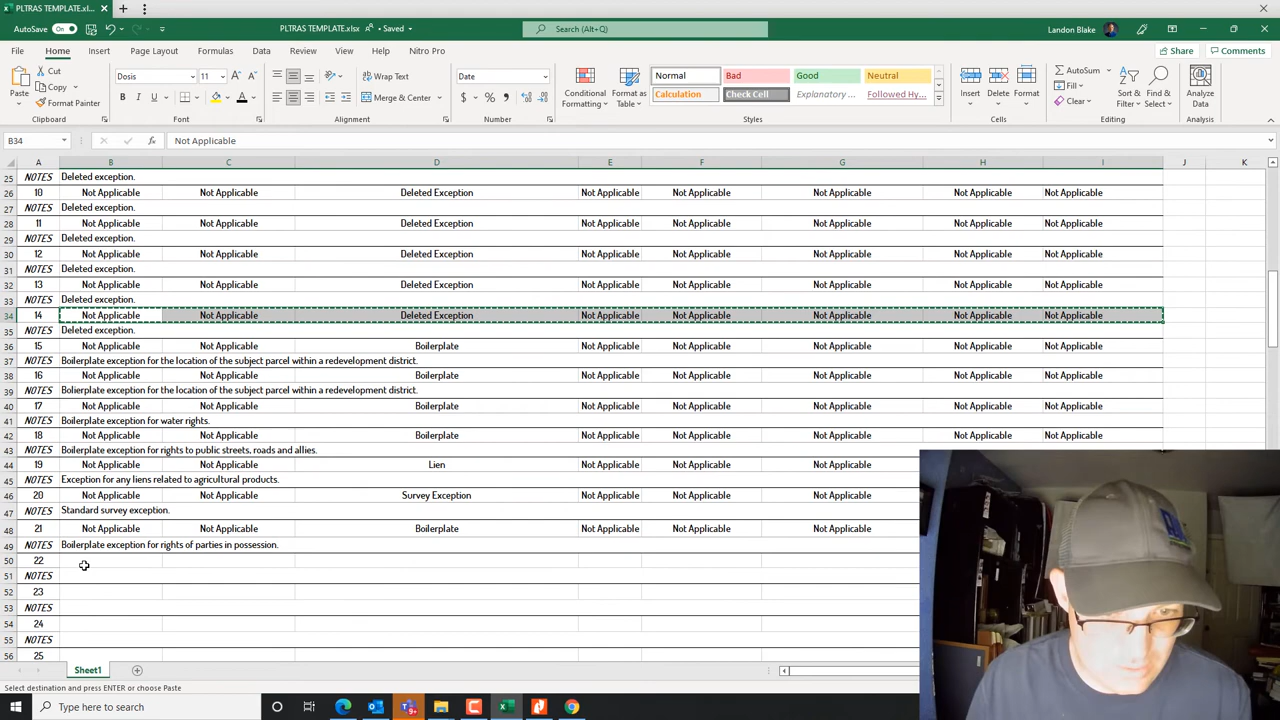 PLTRAS TEMPLATE.xl...
AutoSave On PLTRAS TEMPLATE.xlsx Saved Search (Alt+Q) Landon Blake
File Home Insert Page Layout Formulas Data Review View Help Nitro Pro Share Comments
Paste Cut Copy Format Painter
Dosis 11 Wrap Text Merge & Center
Date
Conditional Formatting Format as Table
Normal Bad Good Neutral
Calculation Check Cell Explanatory ... Followed Hy...
Insert Delete Format
AutoSum Fill Clear Sort & Filter Find & Select Analyze Data
Clipboard Font Alignment Number Styles Cells Editing Analysis
B34 fx Not Applicable
A B C D E F G H I J K
25 NOTES Deleted exception.
26 10 Not Applicable Not Applicable Deleted Exception Not Applicable Not Applicable Not Applicable Not Applicable Not Applicable
27 NOTES Deleted exception.
28 11 Not Applicable Not Applicable Deleted Exception Not Applicable Not Applicable Not Applicable Not Applicable Not Applicable
29 NOTES Deleted exception.
30 12 Not Applicable Not Applicable Deleted Exception Not Applicable Not Applicable Not Applicable Not Applicable Not Applicable
31 NOTES Deleted exception.
32 13 Not Applicable Not Applicable Deleted Exception Not Applicable Not Applicable Not Applicable Not Applicable Not Applicable
33 NOTES Deleted exception.
34 14 Not Applicable Not Applicable Deleted Exception Not Applicable Not Applicable Not Applicable Not Applicable Not Applicable
35 NOTES Deleted exception.
36 15 Not Applicable Not Applicable Boilerplate Not Applicable Not Applicable Not Applicable Not Applicable Not Applicable
37 NOTES Boilerplate exception for the location of the subject parcel within a redevelopment district.
38 16 Not Applicable Not Applicable Boilerplate Not Applicable Not Applicable Not Applicable Not Applicable Not Applicable
39 NOTES Bolierplate exception for the location of the subject parcel within a redevelopment district.
40 17 Not Applicable Not Applicable Boilerplate Not Applicable Not Applicable Not Applicable Not Applicable Not Applicable
41 NOTES Boilerplate exception for water rights.
42 18 Not Applicable Not Applicable Boilerplate Not Applicable Not Applicable Not Applicable Not Applicable Not Applicable
43 NOTES Boilerplate exception for rights to public streets, roads and allies.
44 19 Not Applicable Not Applicable Lien Not Applicable Not Applicable Not Applicable
45 NOTES Exception for any liens related to agricultural products.
46 20 Not Applicable Not Applicable Survey Exception Not Applicable Not Applicable Not Applicable
47 NOTES Standard survey exception.
48 21 Not Applicable Not Applicable Boilerplate Not Applicable Not Applicable Not Applicable
49 NOTES Boilerplate exception for rights of parties in possession.
50 22
51 NOTES
52 23
53 NOTES
54 24
55 NOTES
56 25
Sheet1
Select destination and press ENTER or choose Paste
Type here to search